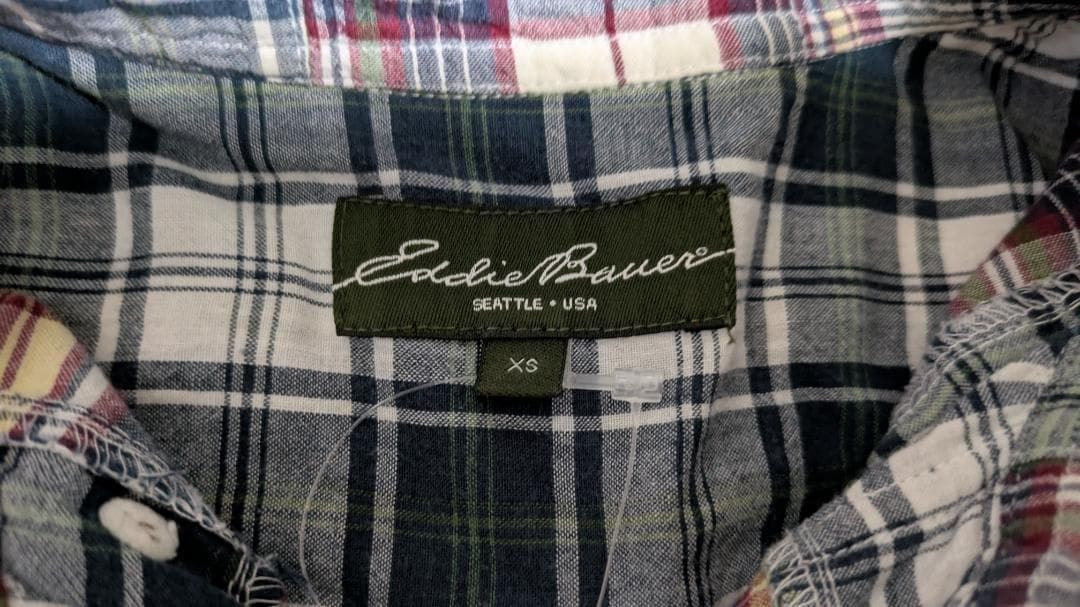 Eddie Bauer®
SEATTLE • USA
XS